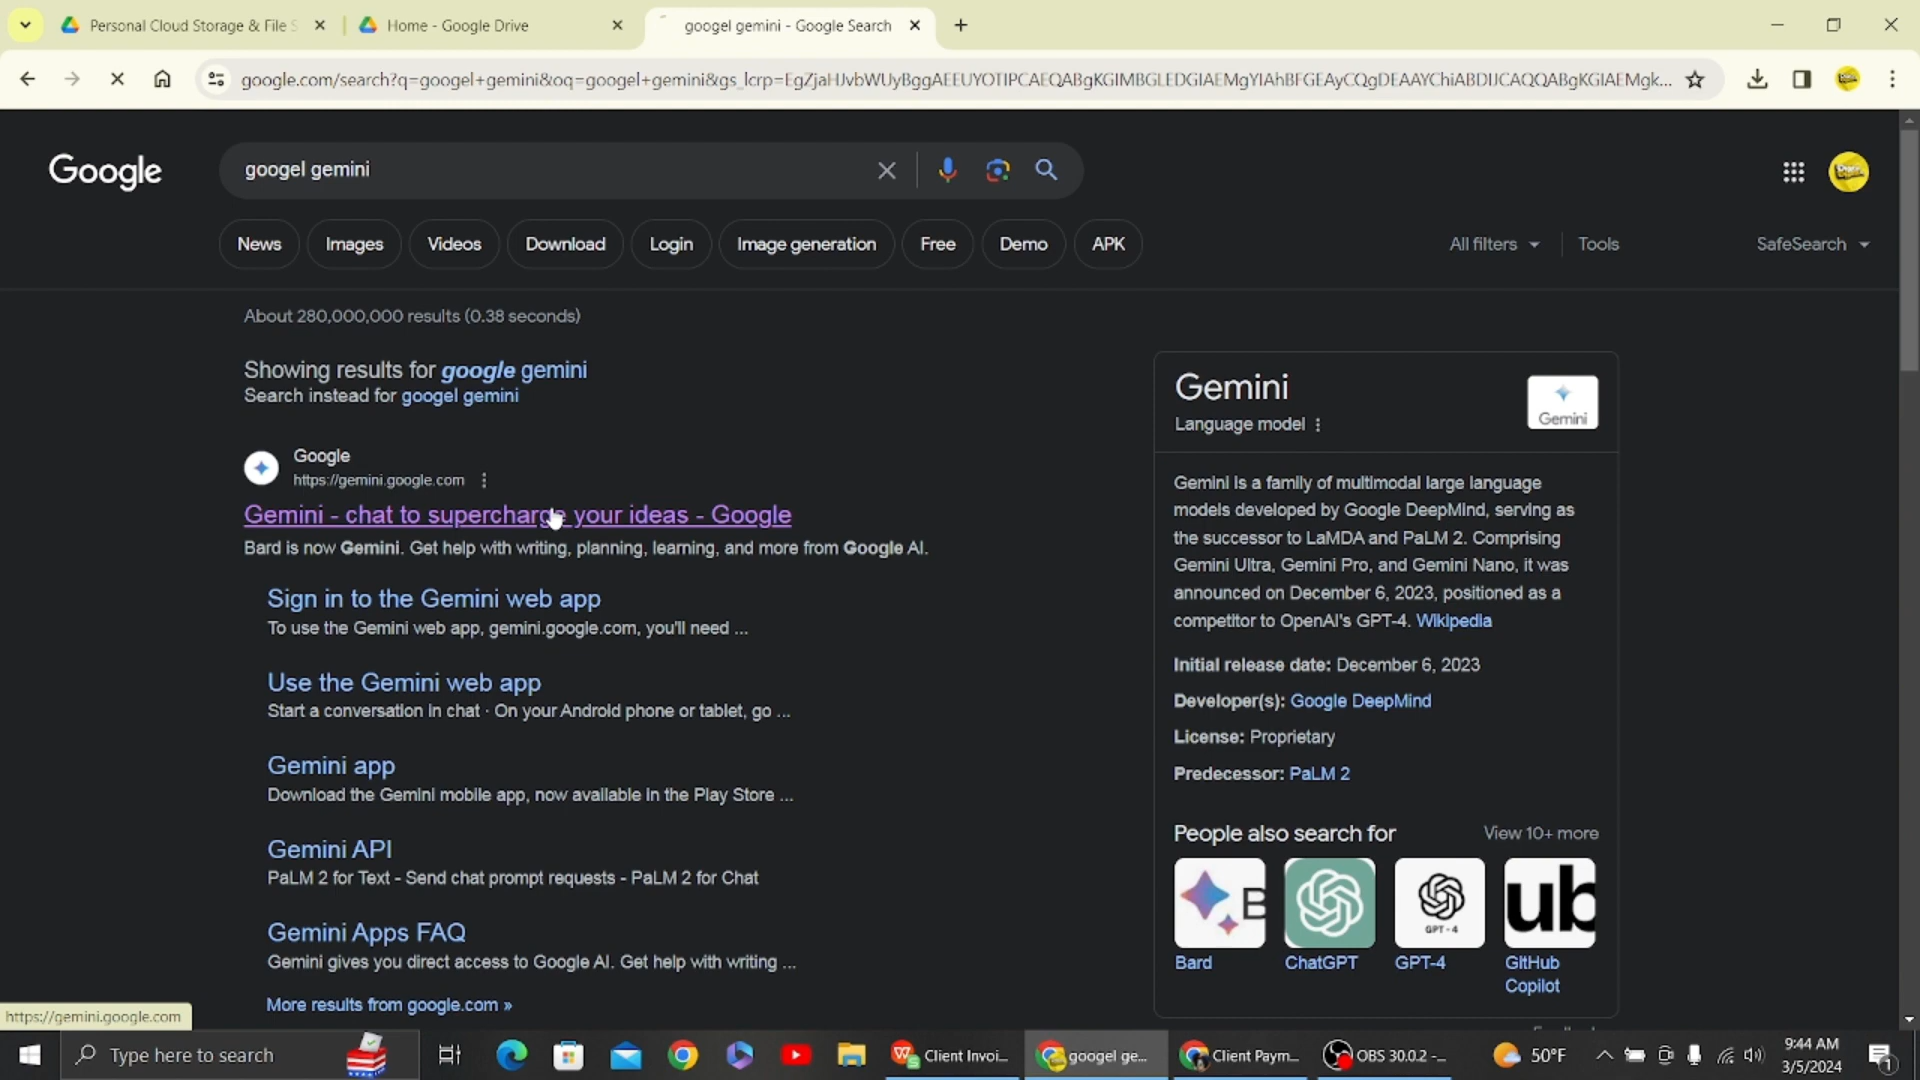 Personal Cloud Storage & File S
Home - Google Drive
googel gemini - Google Search
google.com/search?q=googel+gemini&oq=googel+gemini&gs_lcrp=EgZjaHJvbWUyBggAEEUYOTIPCAEQABgKGIMBGLEDGIAEMgYIAhBFGEAyCQgDEAAYChiABDIJCAQQABgKGIAEMgk...
Google
googel gemini
News
Images
Videos
Download
Login
Image generation
Free
Demo
APK
All filters
Tools
SafeSearch
About 280,000,000 results (0.38 seconds)
Showing results for google gemini
Search instead for googel gemini
Google
https://gemini.google.com
Gemini - chat to supercharge your ideas - Google
Bard is now Gemini. Get help with writing, planning, learning, and more from Google AI.
Sign in to the Gemini web app
To use the Gemini web app, gemini.google.com, you'll need ...
Use the Gemini web app
Start a conversation in chat · On your Android phone or tablet, go ...
Gemini app
Download the Gemini mobile app, now available in the Play Store ...
Gemini API
PaLM 2 for Text - Send chat prompt requests - PaLM 2 for Chat
Gemini Apps FAQ
Gemini gives you direct access to Google AI. Get help with writing ...
More results from google.com »
Gemini
Language model
Gemini
Gemini is a family of multimodal large language
models developed by Google DeepMind, serving as
the successor to LaMDA and PaLM 2. Comprising
Gemini Ultra, Gemini Pro, and Gemini Nano, it was
announced on December 6, 2023, positioned as a
competitor to OpenAI's GPT-4. Wikipedia
Initial release date: December 6, 2023
Developer(s): Google DeepMind
License: Proprietary
Predecessor: PaLM 2
People also search for
View 10+ more
B
GPT-4
ub
Bard
ChatGPT
GPT-4
GitHub
Copilot
https://gemini.google.com
Type here to search
Client Invoi...
googel ge...
Client Paym...
OBS 30.0.2 -...
50°F
9:44 AM
3/5/2024
1